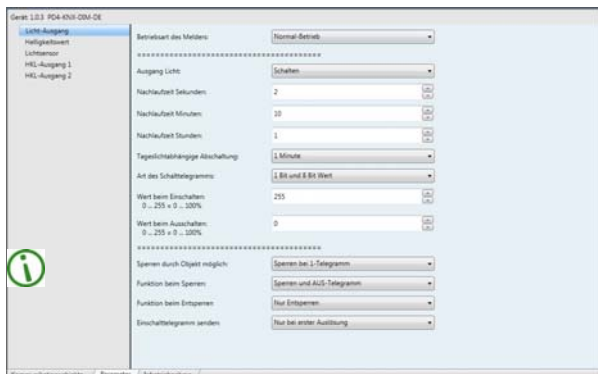 Gerät: 1.0.3 PD4-KNX-DIM-DE
Licht-Ausgang
Helligkeitswert
Lichtsensor
HKL-Ausgang 1
HKL-Ausgang 2
Betriebsart des Melders: Normal-Betrieb
Ausgang Licht: Schalten
Nachlaufzeit Sekunden: 2
Nachlaufzeit Minuten: 10
Nachlaufzeit Stunden: 1
Tageslichtabhängige Abschaltung: 1 Minute
Art des Schalttelegramms: 1 Bit und 8 Bit Wert
Wert beim Einschalten: 255
0 ... 255 = 0 ... 100%
Wert beim Ausschalten: 0
0 ... 255 = 0 ... 100%
Sperren durch Objekt möglich: Sperren bei 1-Telegramm
Funktion beim Sperren: Sperren und AUS-Telegramm
Funktion beim Entsperren Nur Entsperren
Einschalttelegramm senden: Nur bei erster Auslösung
Parameter